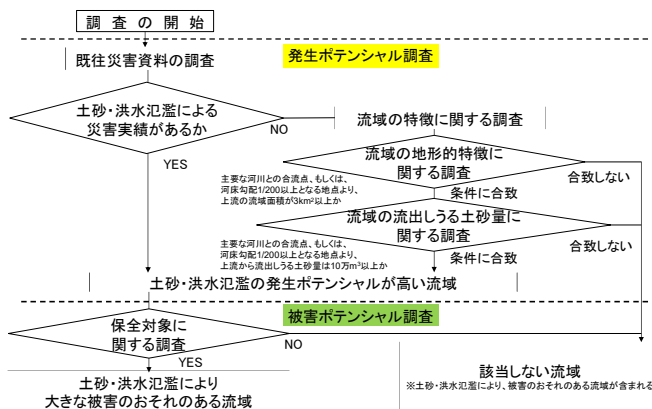 調査の開始
既往災害資料の調査
発生ポテンシャル調査
土砂・洪水氾濫による
災害実績があるか
NO
YES
流域の特徴に関する調査
流域の地形的特徴に
関する調査
合致しない
主要な河川との合流点、もしくは、
河床勾配1/200以上となる地点より、
上流の流域面積が3km²以上か
条件に合致
流域の流出しうる土砂量に
関する調査
合致しない
主要な河川との合流点、もしくは、
河床勾配1/200以上となる地点より、
上流から流出しうる土砂量は10万m³以上か
条件に合致
土砂・洪水氾濫の発生ポテンシャルが高い流域
被害ポテンシャル調査
保全対象に
関する調査
NO
YES
土砂・洪水氾濫により
大きな被害のおそれのある流域
該当しない流域
※土砂・洪水氾濫により、被害のおそれのある流域が含まれる